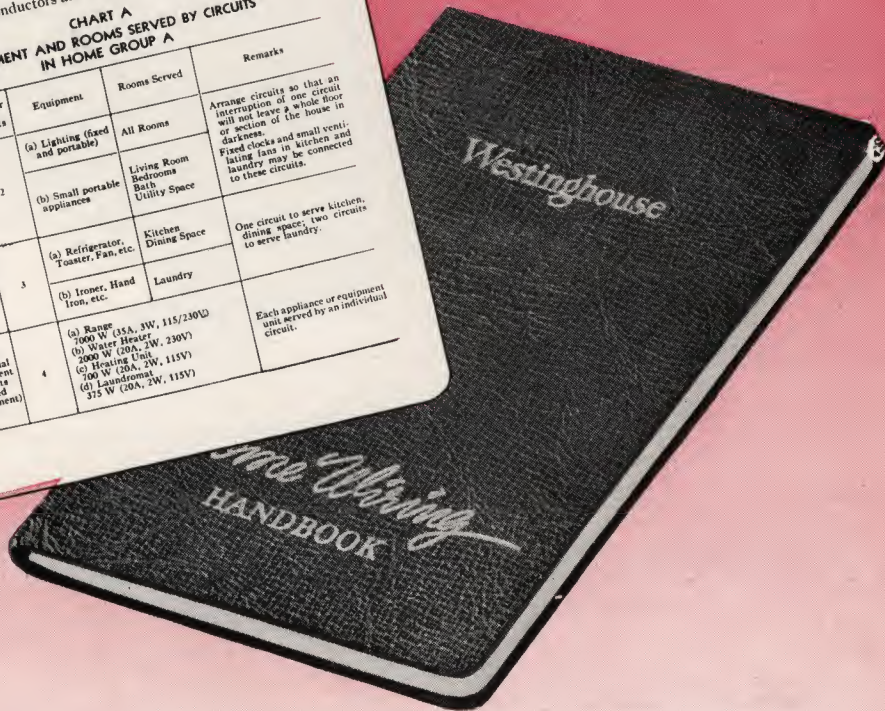 CHART A
MENT AND ROOMS SERVED BY CIRCUITS
IN HOME GROUP A
Equipment
Rooms Served
Remarks
2
(a) Lighting (fixed
and portable)
All Rooms
(b) Small portable
appliances
Living Room
Bedrooms
Bath
Utility Space
Arrange circuits so that an
interruption of one circuit
will not leave a whole floor
or section of the house in
darkness.
Fixed clocks and small venti-
lating fans in kitchen and
laundry may be connected
to these circuits.
3
(a) Refrigerator,
Toaster, Fan, etc.
Kitchen
Dining Space
(b) Ironer, Hand
Iron, etc.
Laundry
One circuit to serve kitchen,
dining space; two circuits
to serve laundry.
4
(a) Range
7000 W (35A, 3W, 115/230V)
(b) Water Heater
2000 W (20A, 2W, 230V)
(c) Heating Unit
700 W (20A, 2W, 115V)
(d) Laundromat
375 W (20A, 2W, 115V)
Each appliance or equipment
unit served by an individual
circuit.
Westinghouse
ome Wiring
HANDBOOK